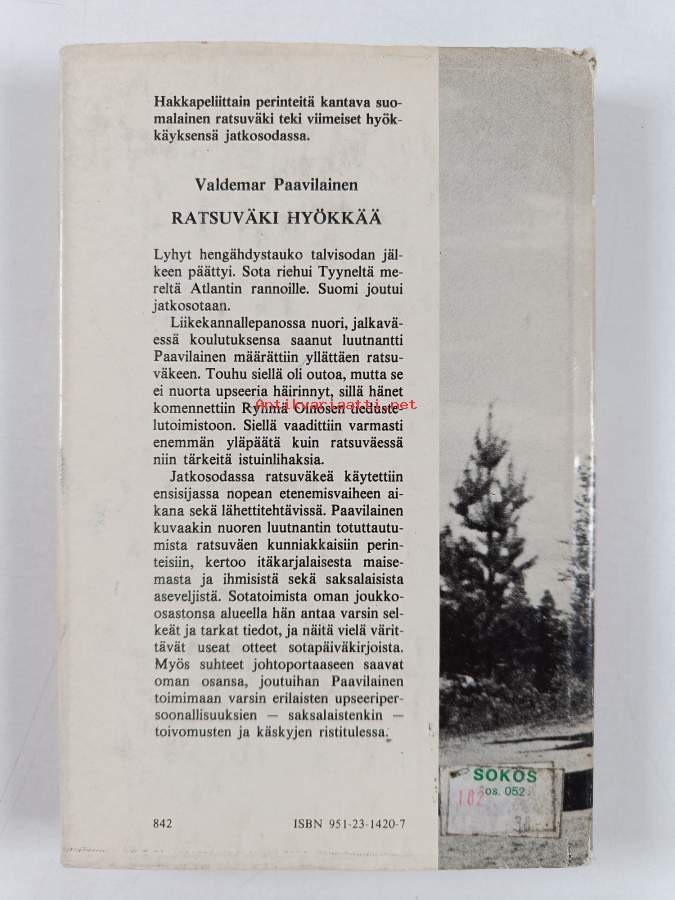 Hakkapeliittain perinteitä kantava suo-
malainen ratsuväki teki viimeiset hyök-
käyksensä jatkosodassa.
Valdemar Paavilainen
RATSUVÄKI HYÖKKÄÄ
Lyhyt hengähdystauko talvisodan jäl-
keen päättyi. Sota riehui Tyyneltä me-
reltä Atlantin rannoille. Suomi joutui
jatkosotaan.
Liikekannallepanossa nuori, jalkavä-
essä koulutuksensa saanut luutnantti
Paavilainen määrättiin yllättäen ratsu-
väkeen. Touhu siellä oli outoa, mutta se
ei nuorta upseeria häirinnyt, sillä hänet
komennettiin Ryhmä Oinosen tieduste-
Antikvariaatti.net
lutoimistoon. Siellä vaadittiin varmasti
enemmän yläpäätä kuin ratsuväessä
niin tärkeitä istuinlihaksia.
Jatkosodassa ratsuväkeä käytettiin
ensisijassa nopean etenemisvaiheen ai-
kana sekä lähettitehtävissä. Paavilainen
kuvaakin nuoren luutnantin totuttautu-
mista ratsuväen kunniakkaisiin perin-
teisiin, kertoo itäkarjalaisesta maise-
masta ja ihmisistä sekä saksalaisista
aseveljistä. Sotatoimista oman joukko-
osastonsa alueella hän antaa varsin sel-
keät ja tarkat tiedot, ja näitä vielä värit-
tävät useat otteet sotapäiväkirjoista.
Myös suhteet johtoportaaseen saavat
oman osansa, joutuihan Paavilainen
toimimaan varsin erilaisten upseeriper-
soonallisuuksien — saksalaistenkin —
toivomusten ja käskyjen ristitulessa.
842 ISBN 951-23-1420-7
SOKOS
os. 052
102